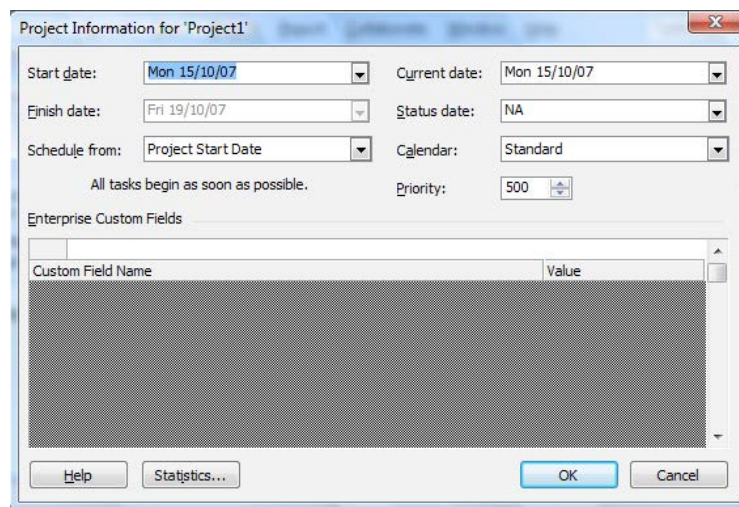 Project Information for 'Project1'
Start date: Mon 15/10/07 Current date: Mon 15/10/07
Finish date: Fri 19/10/07 Status date: NA
Schedule from: Project Start Date Calendar: Standard
All tasks begin as soon as possible. Priority: 500
Enterprise Custom Fields
Custom Field Name Value
Help Statistics... OK Cancel